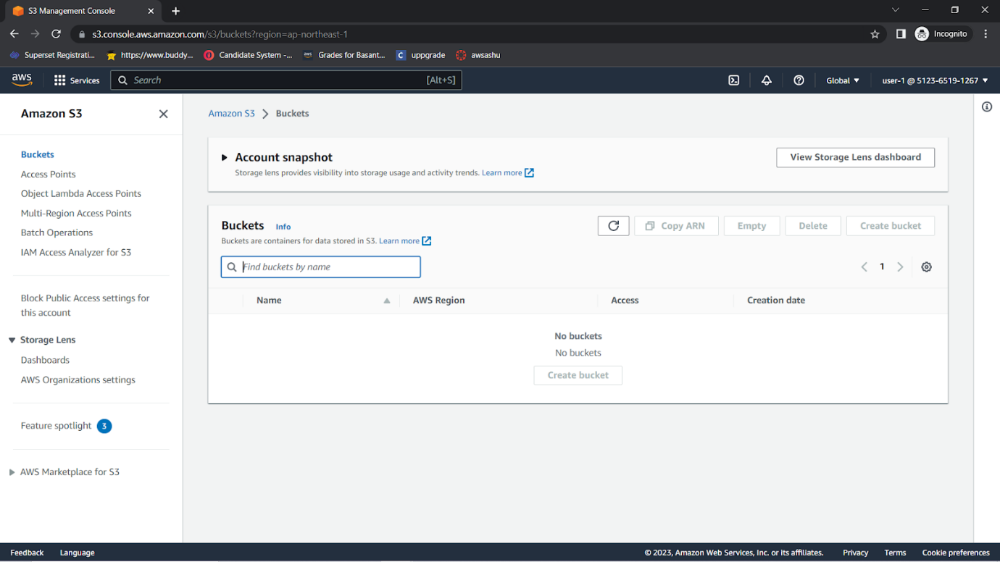 S3 Management Console
s3.console.aws.amazon.com/s3/buckets?region=ap-northeast-1
Incognito
Superset Registrati...
https://www.buddy...
Candidate System -...
Grades for Basant...
C uppgrade
awsashu
aws
Services
Search
[Alt+S]
Global
user-1 @ 5123-6519-1267
Amazon S3
Buckets
Access Points
Object Lambda Access Points
Multi-Region Access Points
Batch Operations
IAM Access Analyzer for S3
Block Public Access settings for
this account
Storage Lens
Dashboards
AWS Organizations settings
Feature spotlight 3
AWS Marketplace for S3
Amazon S3 > Buckets
Account snapshot
Storage lens provides visibility into storage usage and activity trends. Learn more
View Storage Lens dashboard
Buckets Info
Buckets are containers for data stored in S3. Learn more
Copy ARN
Empty
Delete
Create bucket
Find buckets by name
1
Name
AWS Region
Access
Creation date
No buckets
No buckets
Create bucket
Feedback
Language
© 2023, Amazon Web Services, Inc. or its affiliates.
Privacy
Terms
Cookie preferences